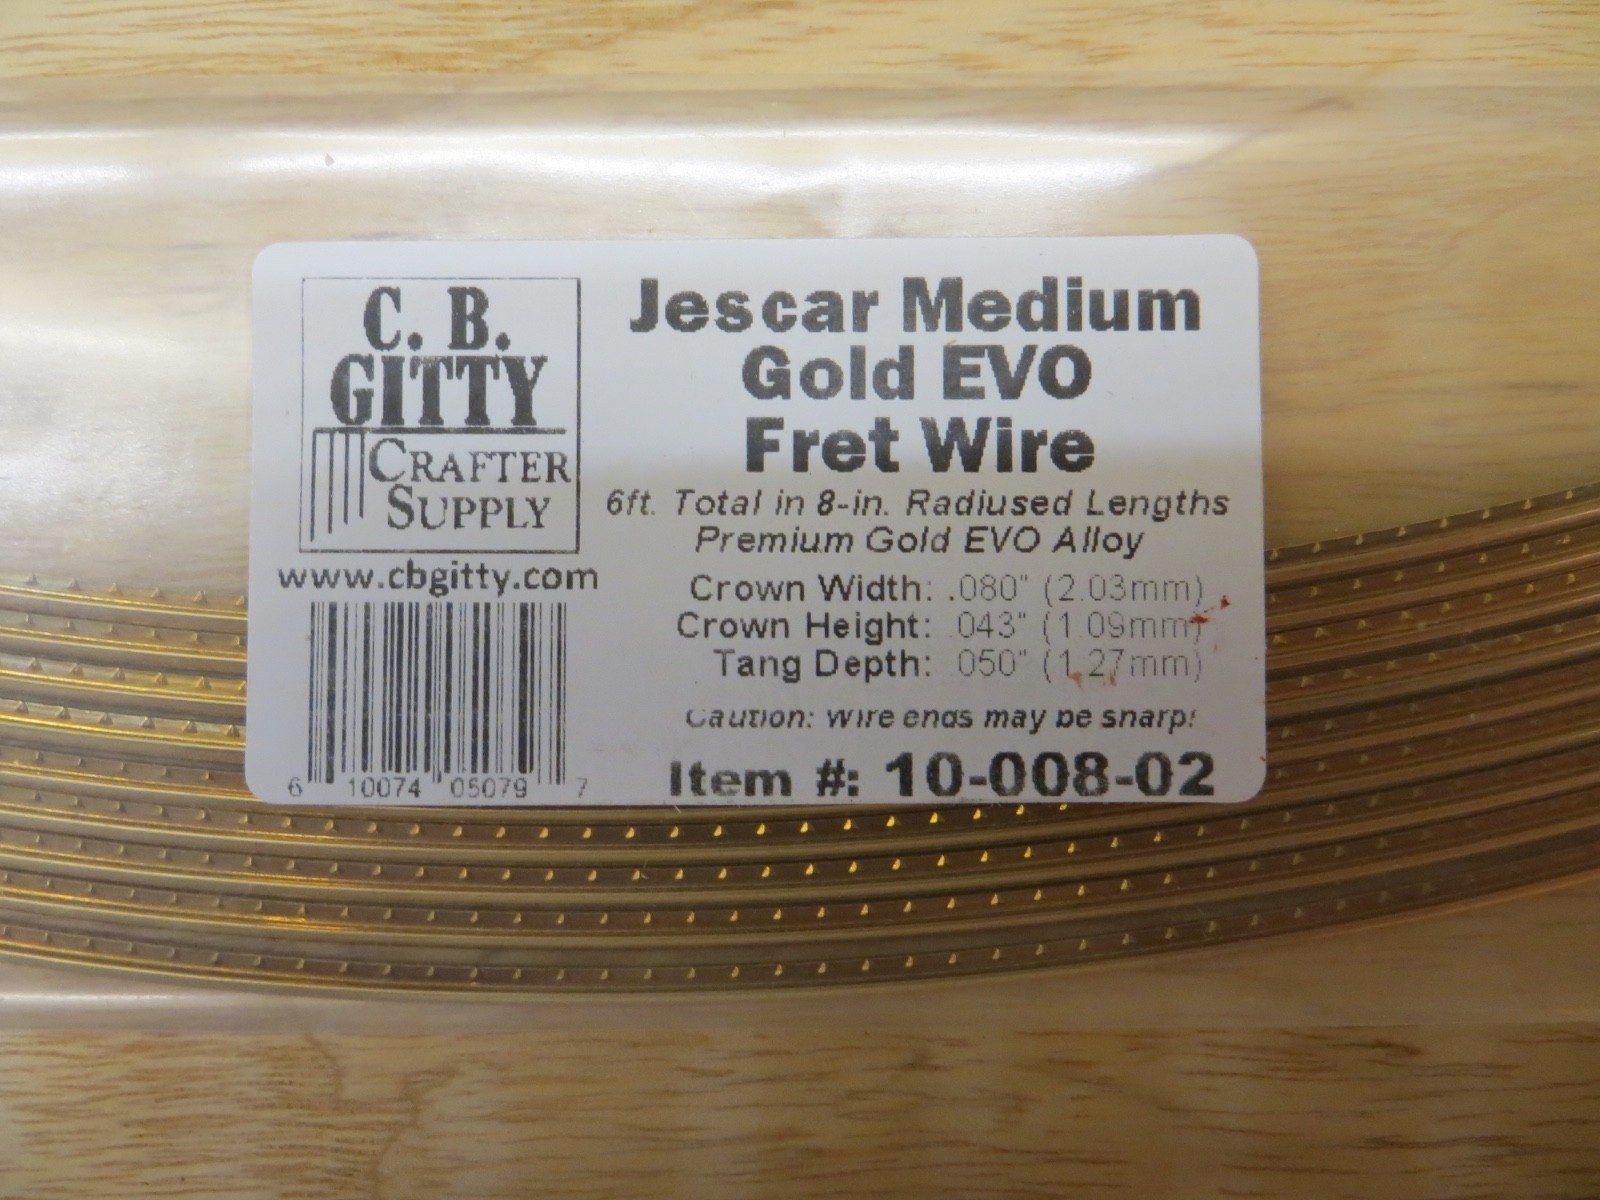 C. B.
GITTY
CRAFTER
SUPPLY
www.cbgitty.com
6 10074 05079 7
Jescar Medium
Gold EVO
Fret Wire
6ft. Total in 8-in. Radiused Lengths
Premium Gold EVO Alloy
Crown Width: .080" (2.03mm)
Crown Height: .043" (1.09mm)
Tang Depth: .050" (1.27mm)
Caution: Wire ends may be sharp!
Item #: 10-008-02